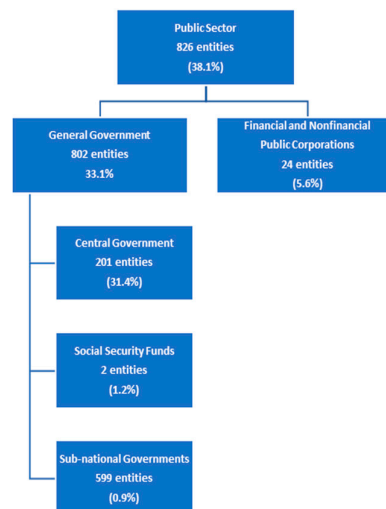 Public Sector
826 entities
(38.1%)
General Government
802 entities
33.1%
Financial and Nonfinancial
Public Corporations
24 entities
(5.6%)
Central Government
201 entities
(31.4%)
Social Security Funds
2 entities
(1.2%)
Sub-national Governments
599 entities
(0.9%)